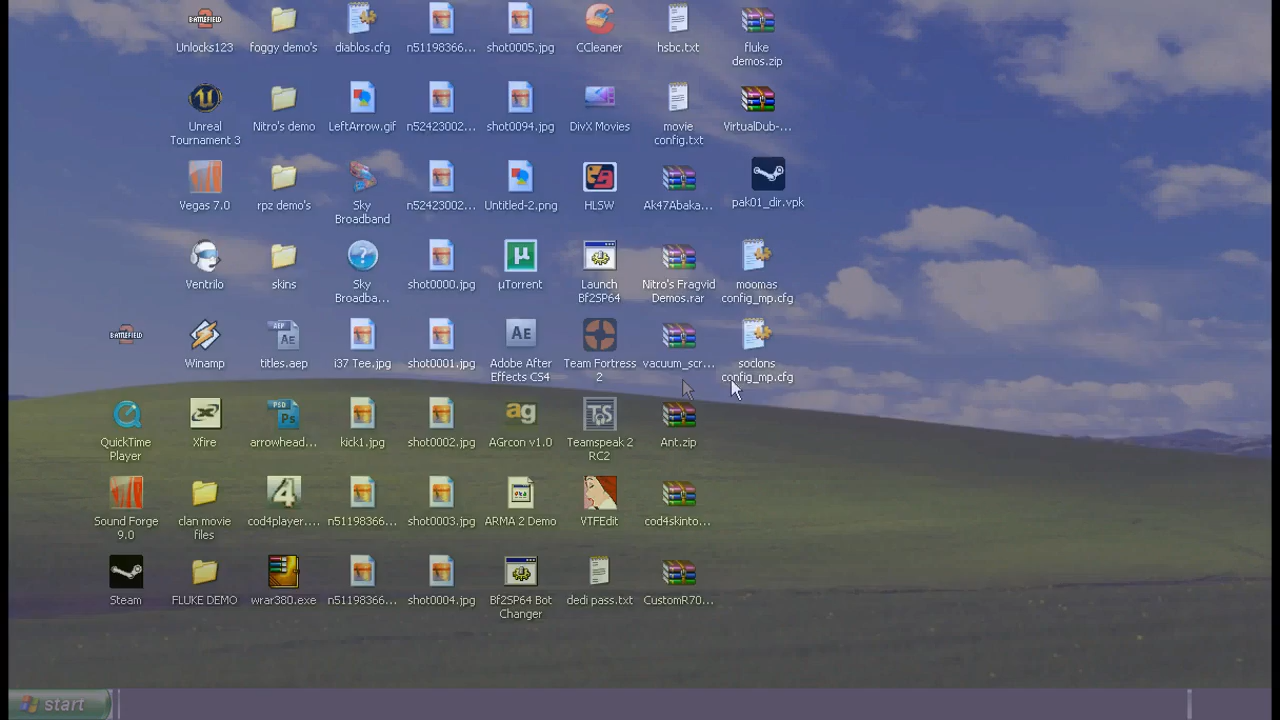 Unlocks123
foggy demo's
diablos.cfg
n51198366...
shot0005.jpg
CCleaner
hsbc.txt
fluke
demos.zip
Unreal
Tournament 3
Nitro's demo
LeftArrow.gif
n52423002...
shot0094.jpg
DivX Movies
movie
config.txt
VirtualDub-...
Vegas 7.0
rpz demo's
Sky
Broadband
n52423002...
Untitled-2.png
HLSW
Ak47Abaka...
pak01_dir.vpk
Ventrilo
skins
Sky
Broadba...
shot0000.jpg
µTorrent
Launch
Bf2SP64
Nitro's Fragvid
Demos.rar
moomas
config_mp.cfg
Winamp
titles.aep
i37 Tee.jpg
shot0001.jpg
Adobe After
Effects CS4
Team Fortress
2
vacuum_scr...
soclons
config_mp.cfg
QuickTime
Player
Xfire
arrowhead...
kick1.jpg
shot0002.jpg
AGrcon v1.0
Teamspeak 2
RC2
Ant.zip
Sound Forge
9.0
clan movie
files
cod4player....
n51198366...
shot0003.jpg
ARMA 2 Demo
VTFEdit
cod4skinto...
Steam
FLUKE DEMO
wrar380.exe
n51198366...
shot0004.jpg
Bf2SP64 Bot
Changer
dedi pass.txt
CustomR70...
start